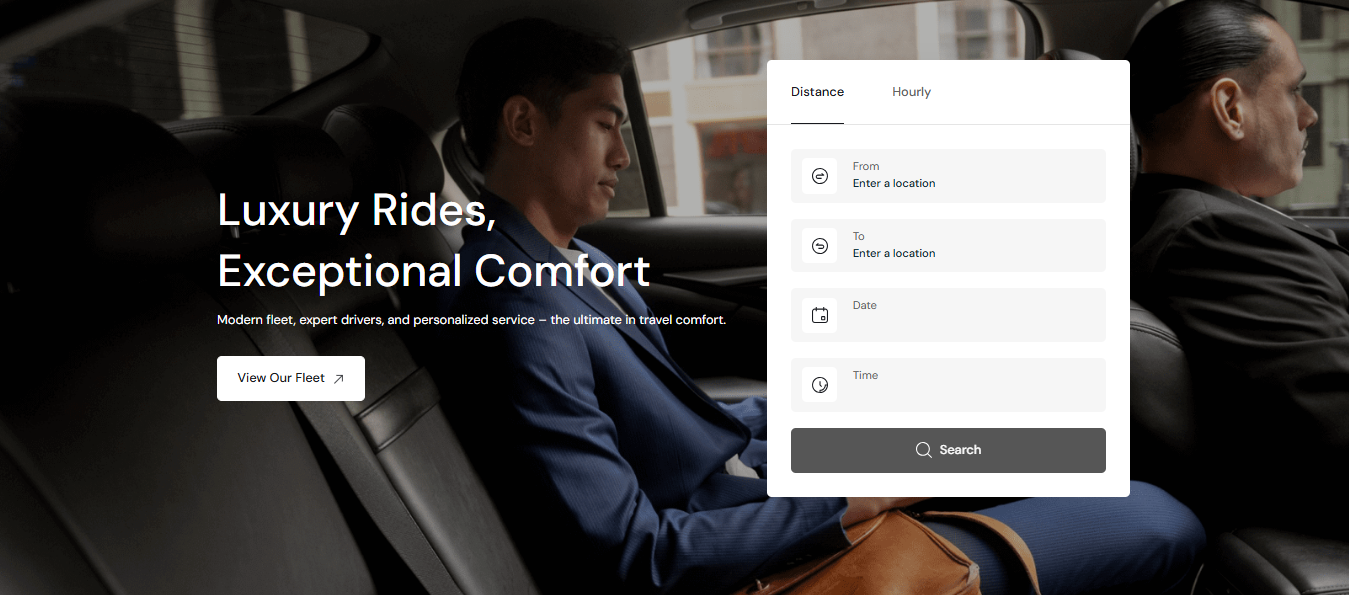 Luxury Rides,
Exceptional Comfort
Modern fleet, expert drivers, and personalized service – the ultimate in travel comfort.
View Our Fleet
Distance
Hourly
From
Enter a location
To
Enter a location
Date
Time
Search